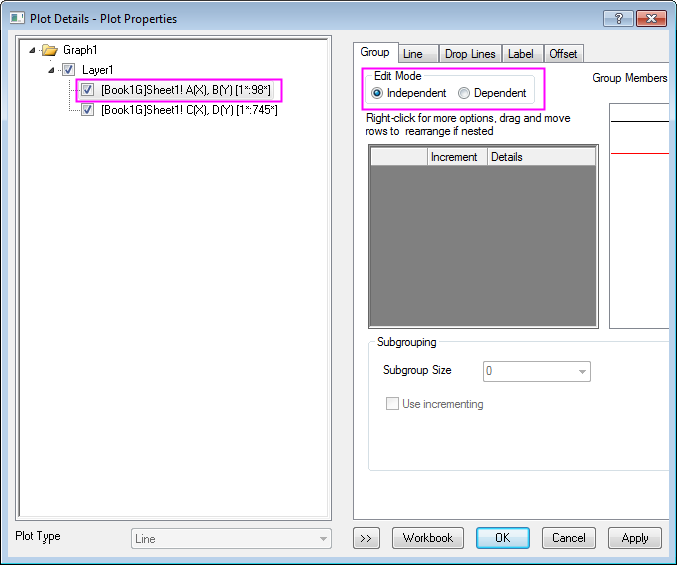 Plot Details - Plot Properties
Graph1
Layer1
[Book1G]Sheet1! A(X), B(Y) [1*:98*]
[Book1G]Sheet1! C(X), D(Y) [1*:745*]
Plot Type
Line
Group Line Drop Lines Label Offset
Edit Mode
Independent Dependent
Group Members
Right-click for more options, drag and move
rows to rearrange if nested
Increment Details
Subgrouping
Subgroup Size 0
Use incrementing
>> Workbook OK Cancel Apply